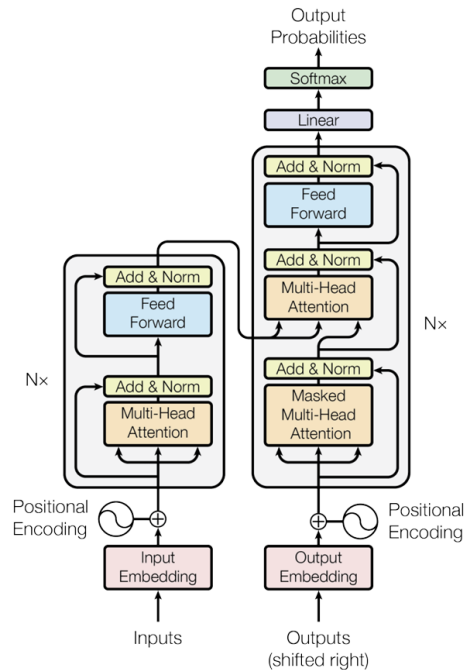 Output
Probabilities
Softmax
Linear
Add & Norm
Feed
Forward
Add & Norm
Multi-Head
Attention
Add & Norm
Masked
Multi-Head
Attention
N×
Add & Norm
Feed
Forward
Add & Norm
Multi-Head
Attention
N×
Positional
Encoding
Positional
Encoding
Input
Embedding
Output
Embedding
Inputs
Outputs
(shifted right)